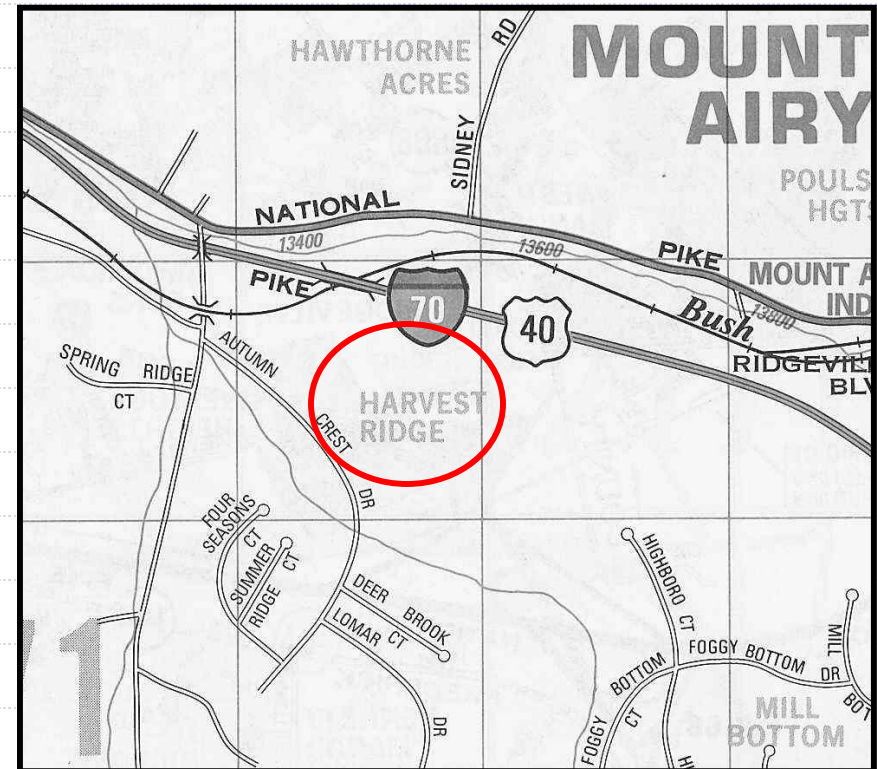 MOUNT
AIRY
HAWTHORNE
ACRES
RD
SIDNEY
POULS
HGTS
NATIONAL
13400
13600
PIKE
PIKE
70
40
MOUNT A
IND
Bush
13800
RIDGEVIL
BLV
AUTUMN
SPRING RIDGE
CT
HARVEST
RIDGE
CREST
DR
FOUR
SEASONS
CT
SUMMER
RIDGE CT
HIGHBORO CT
DEER BROOK
CT
LOMAR
DR
71
FOGGY BOTTOM
DR
MILL
BOT
BOTTOM
FOGGY
CT
MILL
BOTTOM